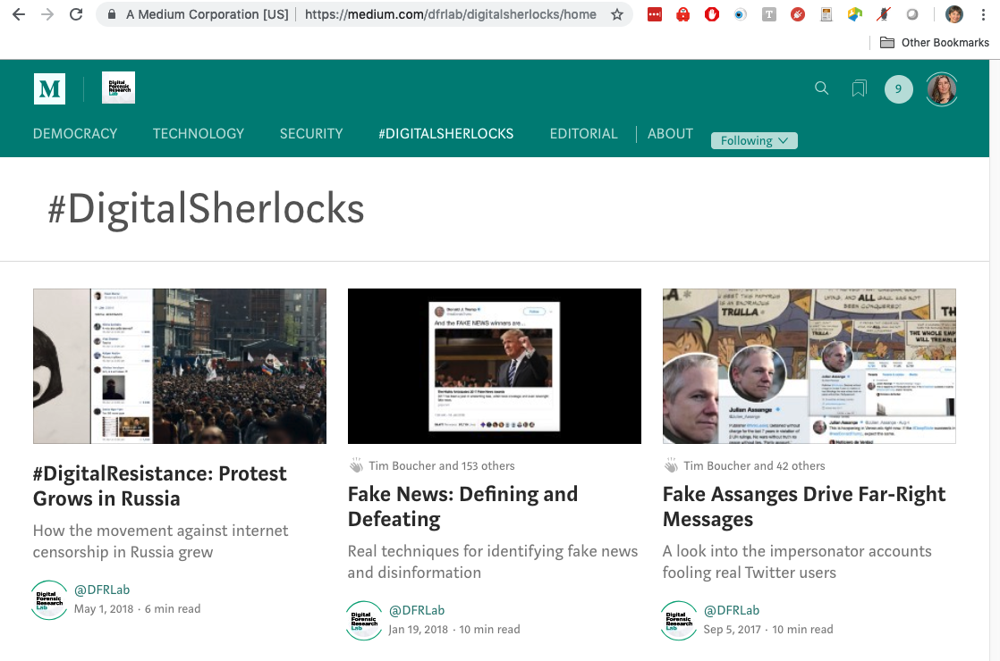 A Medium Corporation [US] https://medium.com/dfrlab/digitalsherlocks/home
Other Bookmarks
M
Digital
Forensic
Research
Lab
9
DEMOCRACY TECHNOLOGY SECURITY #DIGITALSHERLOCKS EDITORIAL ABOUT Following
#DigitalSherlocks
Donald J. Trump
And the FAKE NEWS winners are...
TRULLA
ALL
BEEN CONQUERED!
THE WHOLE EMP
WILL TREMBLE
Julian Assange
Julian Assange
#DigitalResistance: Protest
Grows in Russia
How the movement against internet
censorship in Russia grew
Digital
Forensic
Research
Lab
@DFRLab
May 1, 2018 · 6 min read
Tim Boucher and 153 others
Fake News: Defining and
Defeating
Real techniques for identifying fake news
and disinformation
Digital
Forensic
Research
Lab
@DFRLab
Jan 19, 2018 · 10 min read
Tim Boucher and 42 others
Fake Assanges Drive Far-Right
Messages
A look into the impersonator accounts
fooling real Twitter users
Digital
Forensic
Research
Lab
@DFRLab
Sep 5, 2017 · 10 min read